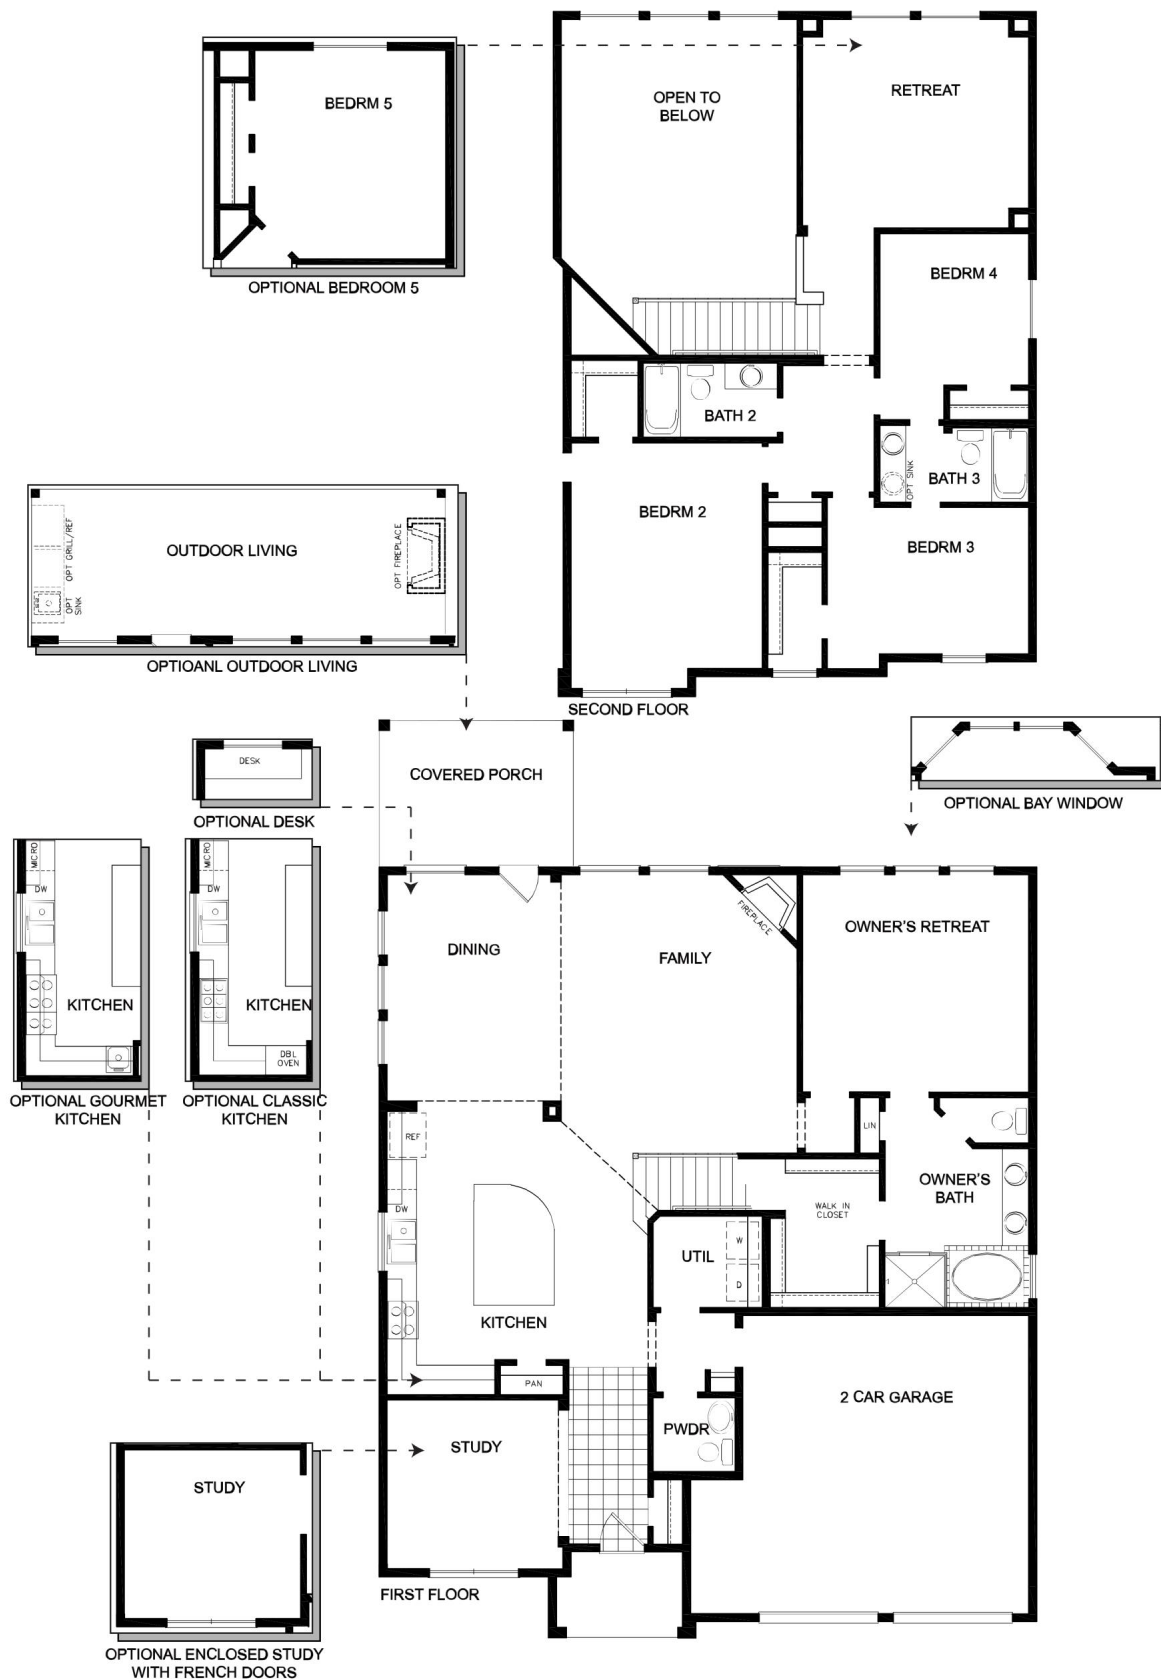 BEDRM 5
OPTIONAL BEDROOM 5
OPEN TO
BELOW
RETREAT
BEDRM 4
BATH 2
OPT SINK
BATH 3
BEDRM 2
BEDRM 3
SECOND FLOOR
OPT GRILL/REF
OPT
SINK
OUTDOOR LIVING
OPT FIREPLACE
OPTIOANL OUTDOOR LIVING
COVERED PORCH
DESK
OPTIONAL DESK
OPTIONAL BAY WINDOW
MICRO
DW
KITCHEN
OPTIONAL GOURMET
KITCHEN
MICRO
DW
KITCHEN
DBL
OVEN
OPTIONAL CLASSIC
KITCHEN
DINING
FAMILY
FIREPLACE
OWNER'S RETREAT
REF
LIN
DW
OWNER'S
BATH
WALK IN
CLOSET
UTIL
W
D
KITCHEN
PAN
2 CAR GARAGE
PWDR
STUDY
FIRST FLOOR
STUDY
OPTIONAL ENCLOSED STUDY
WITH FRENCH DOORS